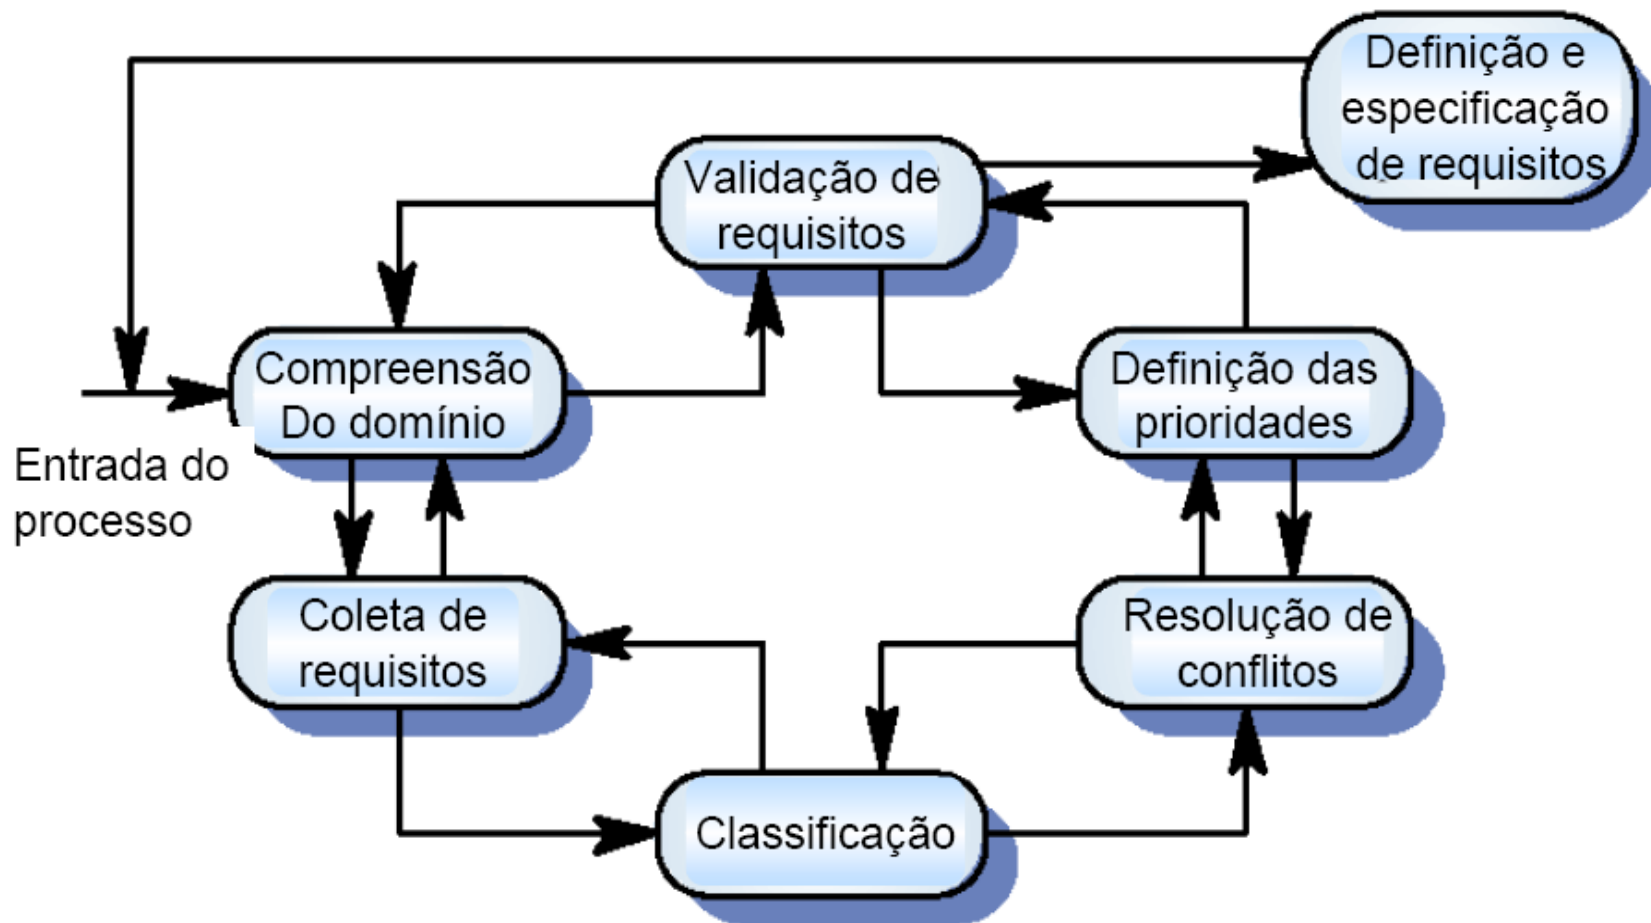 Definição e
especificação
de requisitos
Validação de
requisitos
Compreensão
Do domínio
Definição das
prioridades
Entrada do
processo
Coleta de
requisitos
Resolução de
conflitos
Classificação